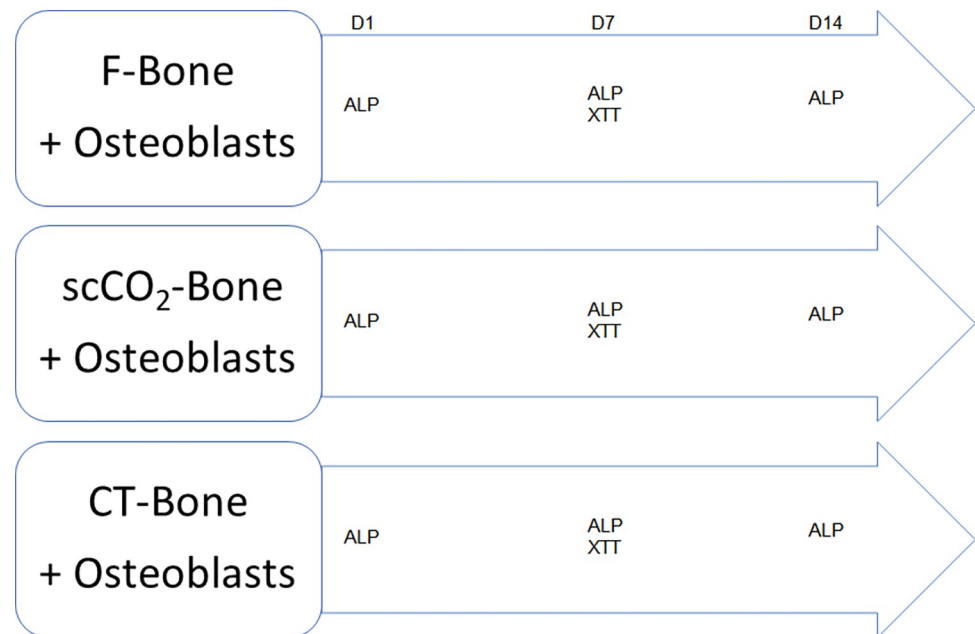 D1 D7 D14
F-Bone
+ Osteoblasts
ALP ALP ALP
XTT
scCO₂-Bone
+ Osteoblasts
ALP ALP ALP
XTT
CT-Bone
+ Osteoblasts
ALP ALP ALP
XTT